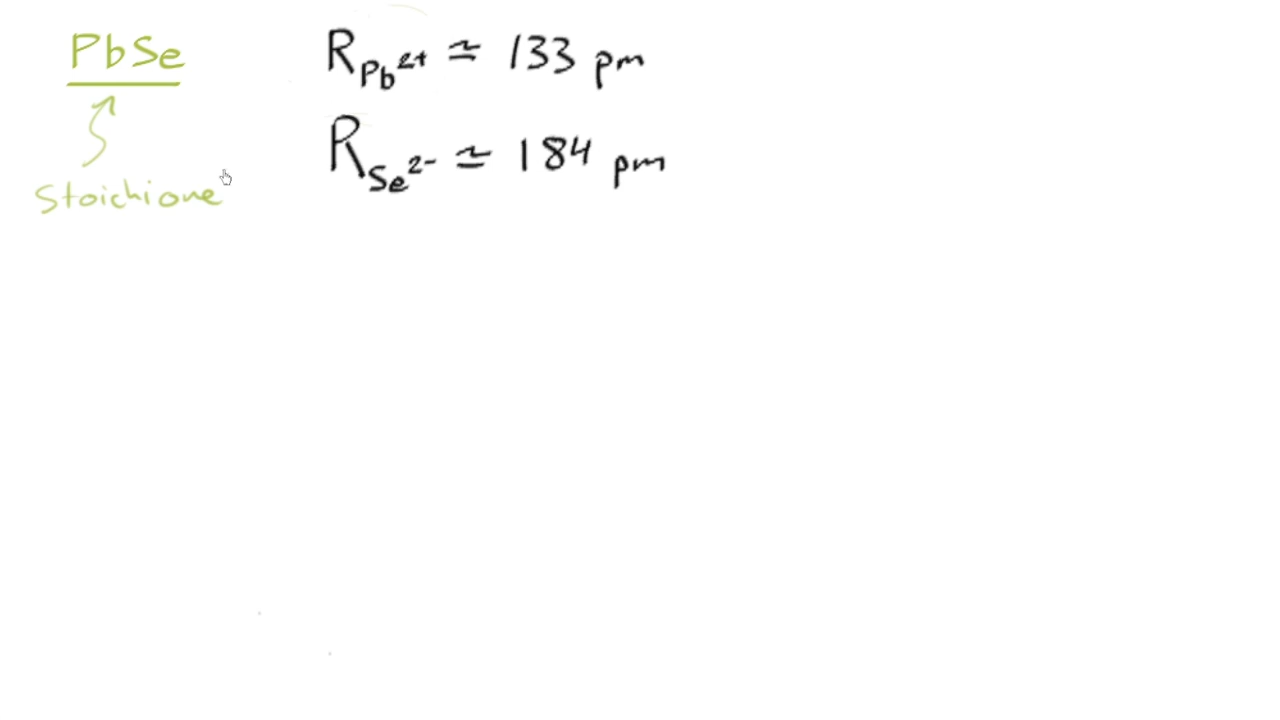 PbSe
R_Pb²⁺ ≃ 133 pm
R_Se²⁻ ≃ 184 pm
Stoichione